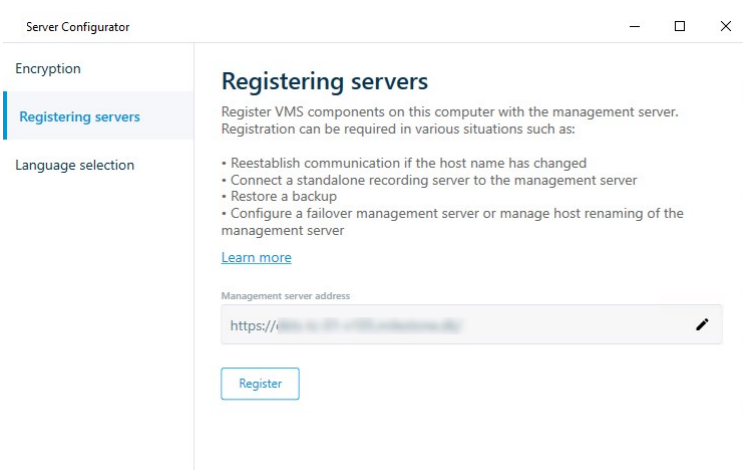 Server Configurator
Encryption
Registering servers
Language selection
Registering servers
Register VMS components on this computer with the management server.
Registration can be required in various situations such as:
• Reestablish communication if the host name has changed
• Connect a standalone recording server to the management server
• Restore a backup
• Configure a failover management server or manage host renaming of the
management server
Learn more
Management server address
https://
Register